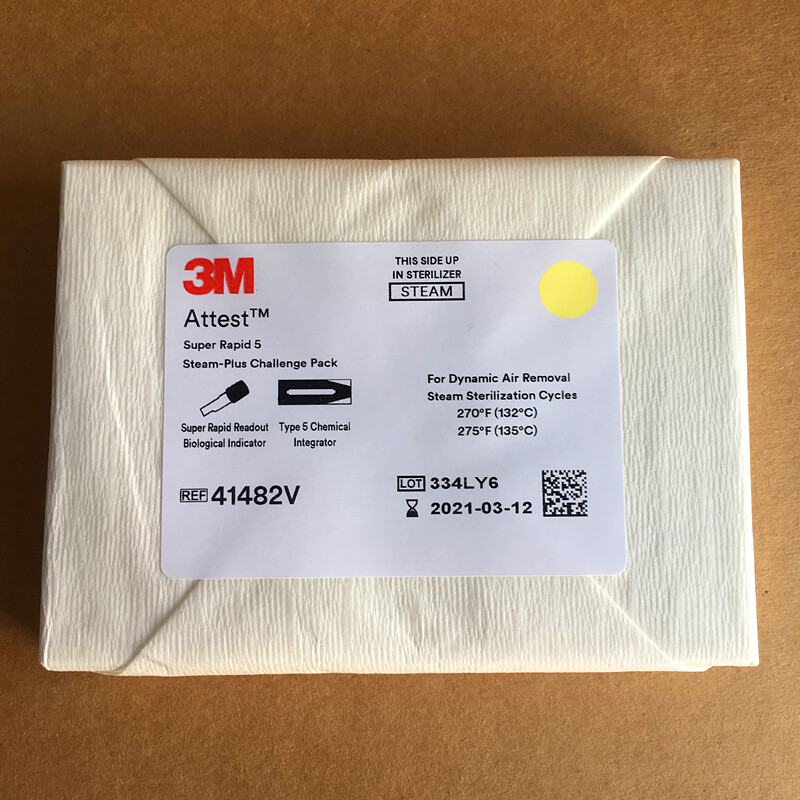 3M
Attest™
Super Rapid 5
Steam-Plus Challenge Pack
Super Rapid Readout
Biological Indicator
Type 5 Chemical
Integrator
REF 41482V
THIS SIDE UP
IN STERILIZER
STEAM
For Dynamic Air Removal
Steam Sterilization Cycles
270°F (132°C)
275°F (135°C)
LOT 334LY6
2021-03-12